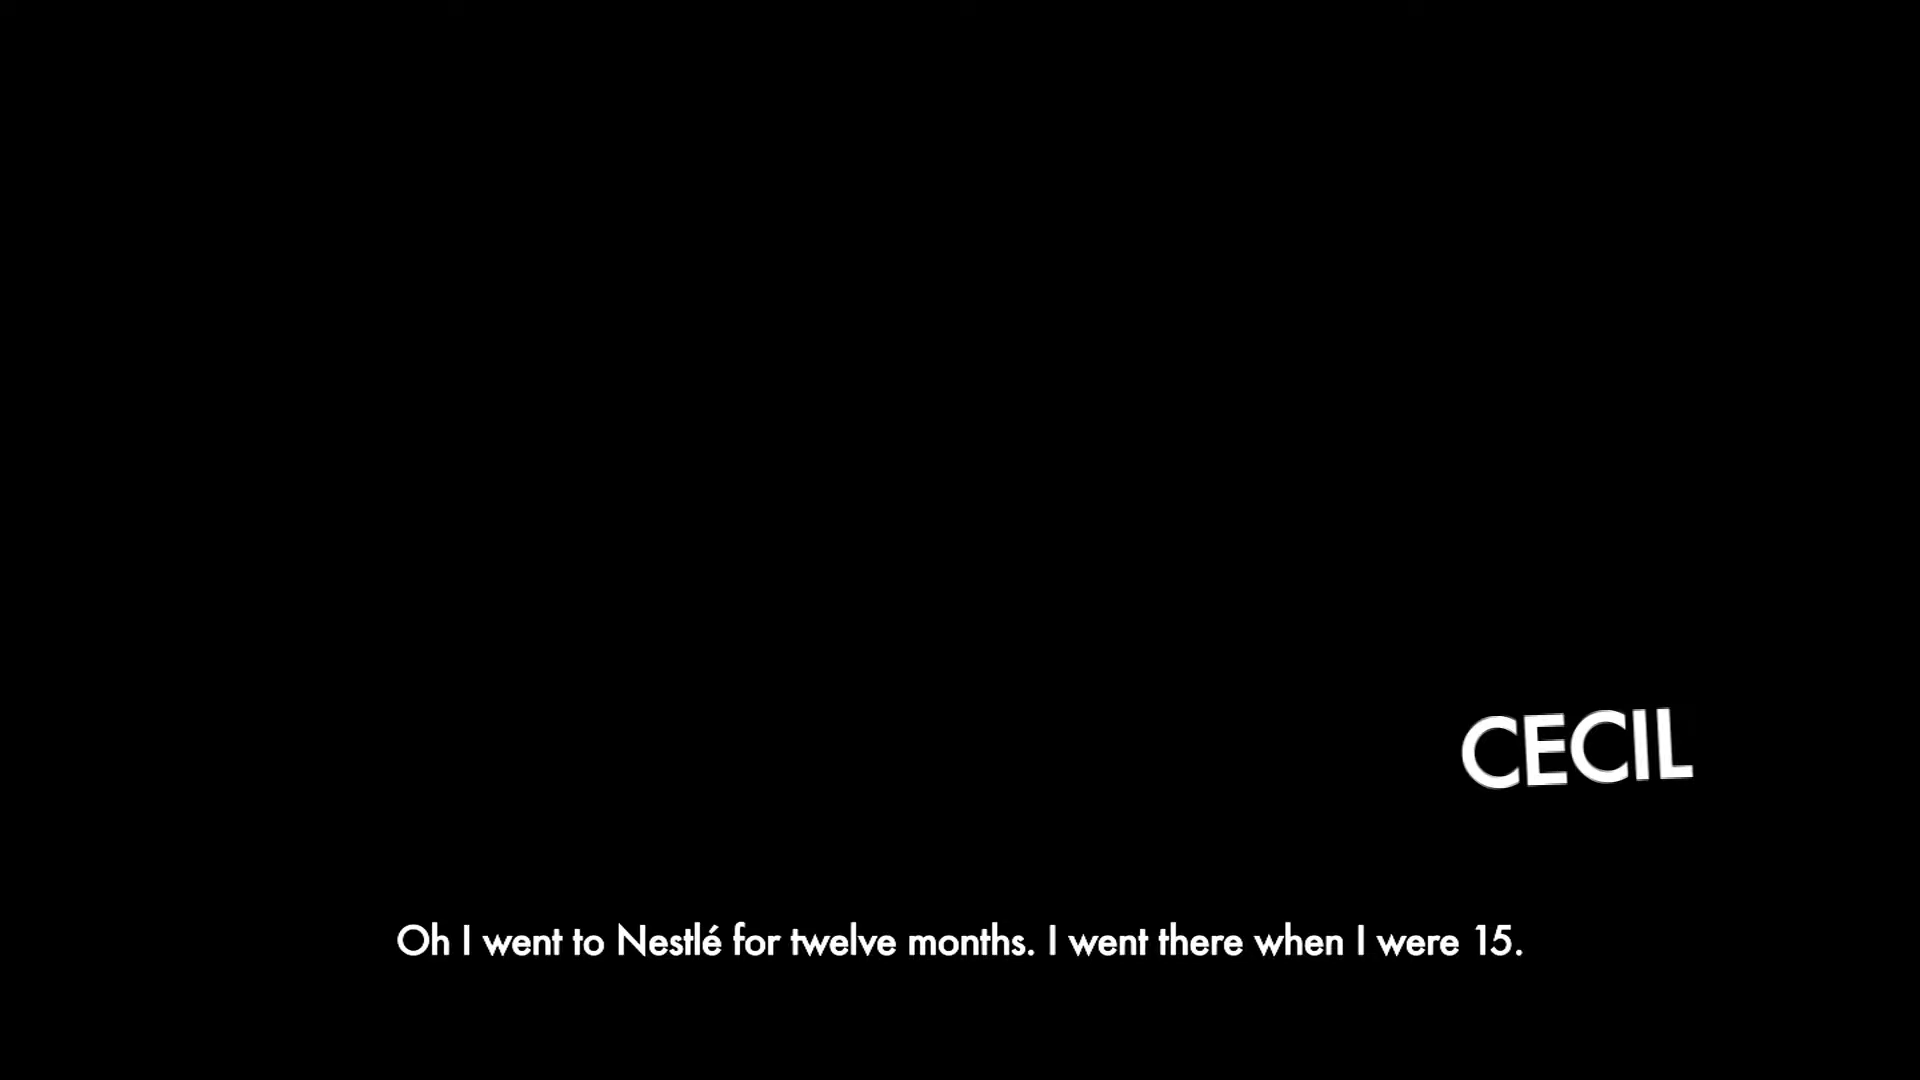 CECIL
Oh I went to Nestlé for twelve months. I went there when I were 15.